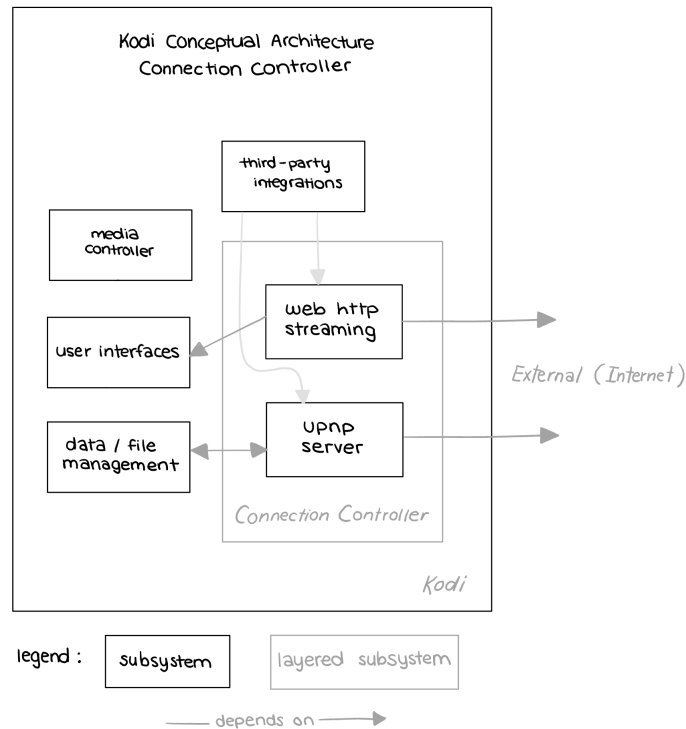 Kodi Conceptual Architecture
Connection Controller
third-party
integrations
media
controller
web http
streaming
user interfaces
External (Internet)
upnp
server
data / file
management
Connection Controller
Kodi
legend :
subsystem
layered subsystem
depends on